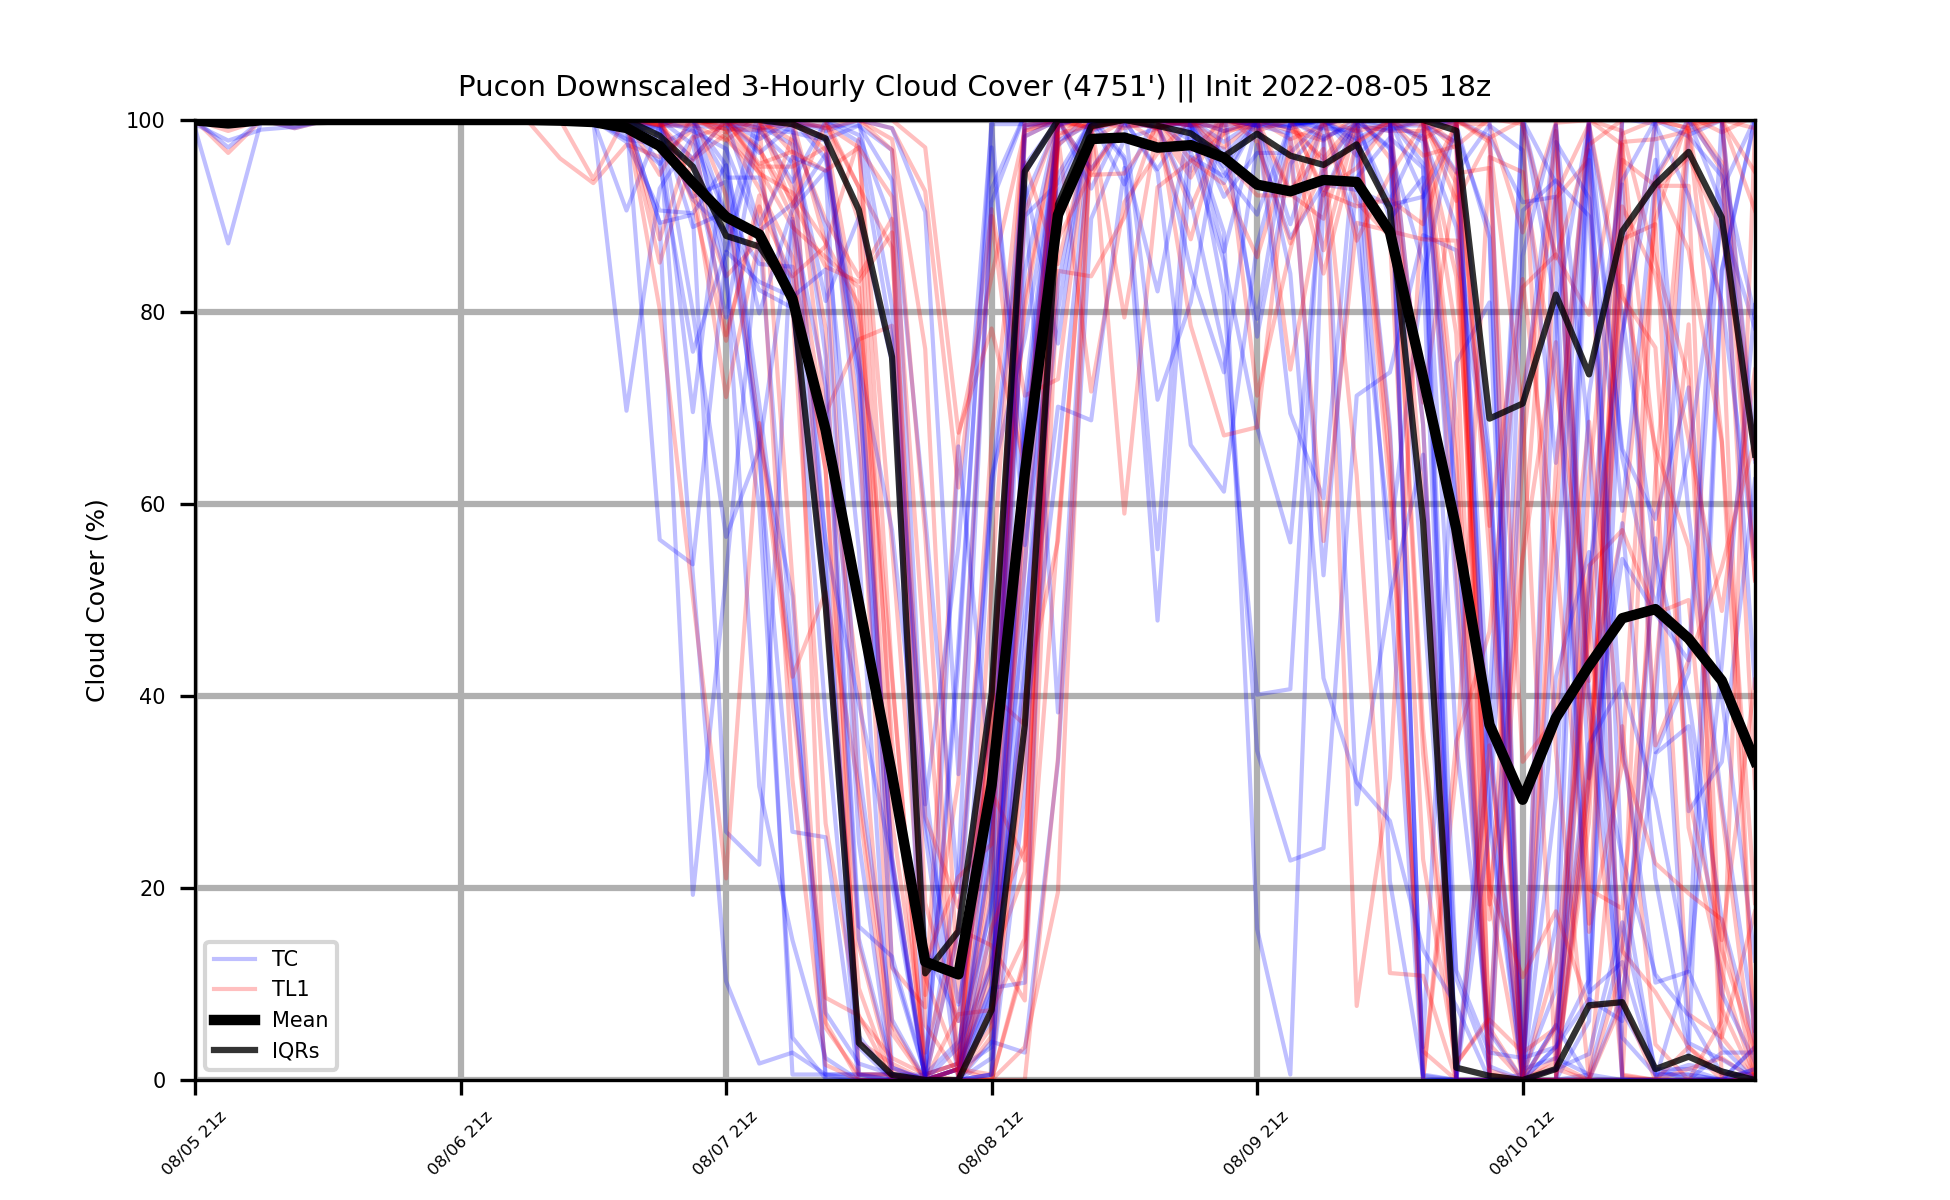 Pucon Downscaled 3-Hourly Cloud Cover (4751') || Init 2022-08-05 18z
Cloud Cover (%)
100
80
60
40
20
0
TC
TL1
Mean
IQRs
08/05 21z
08/06 21z
08/07 21z
08/08 21z
08/09 21z
08/10 21z